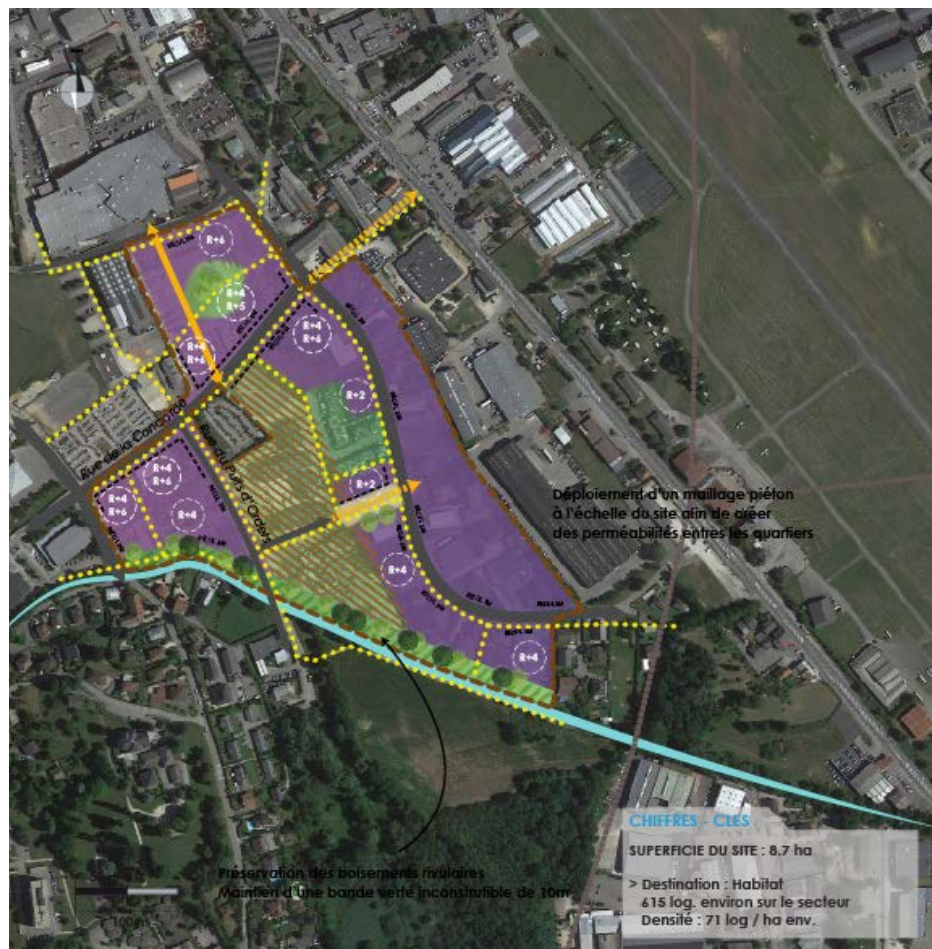 R+6
R+4
R+5
R+4
R+6
R+4
R+6
R+2
Rue de la Concorde
Rue du Puits d'Ordet
R+2
R+4
R+6
R+4
R+6
R+4
R+4
R+4
Déploiement d'un maillage piéton
à l'échelle du site afin de créer
des perméabilités entres les quartiers
Préservation des boisements rivulaires
Maintien d'une bande verte inconstrutible de 10m
100m
CHIFFRES - CLES
SUPERFICIE DU SITE : 8.7 ha
> Destination : Habitat
615 log. environ sur le secteur
Densité : 71 log / ha env.